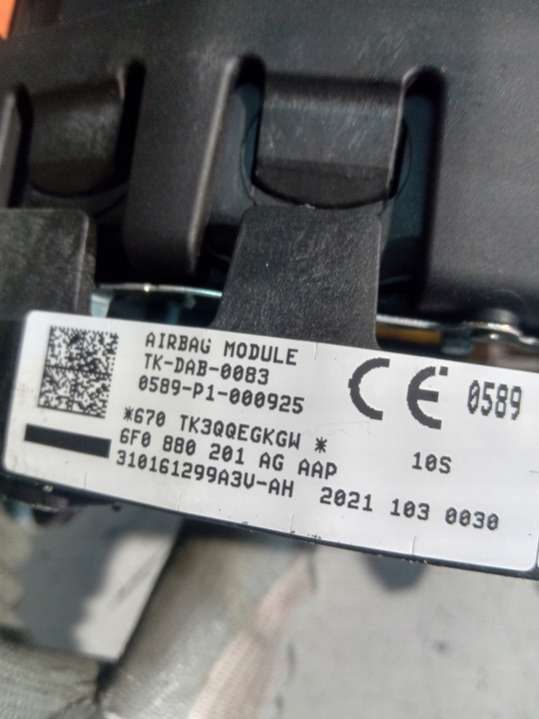 AIRBAG MODULE
TK-DAB-0083
0589-P1-000925
CE 0589
*670 TK3QQEGKGW *
10S
6F0 880 201 AG AAP
310161299A3V-AH 2021 103 0030